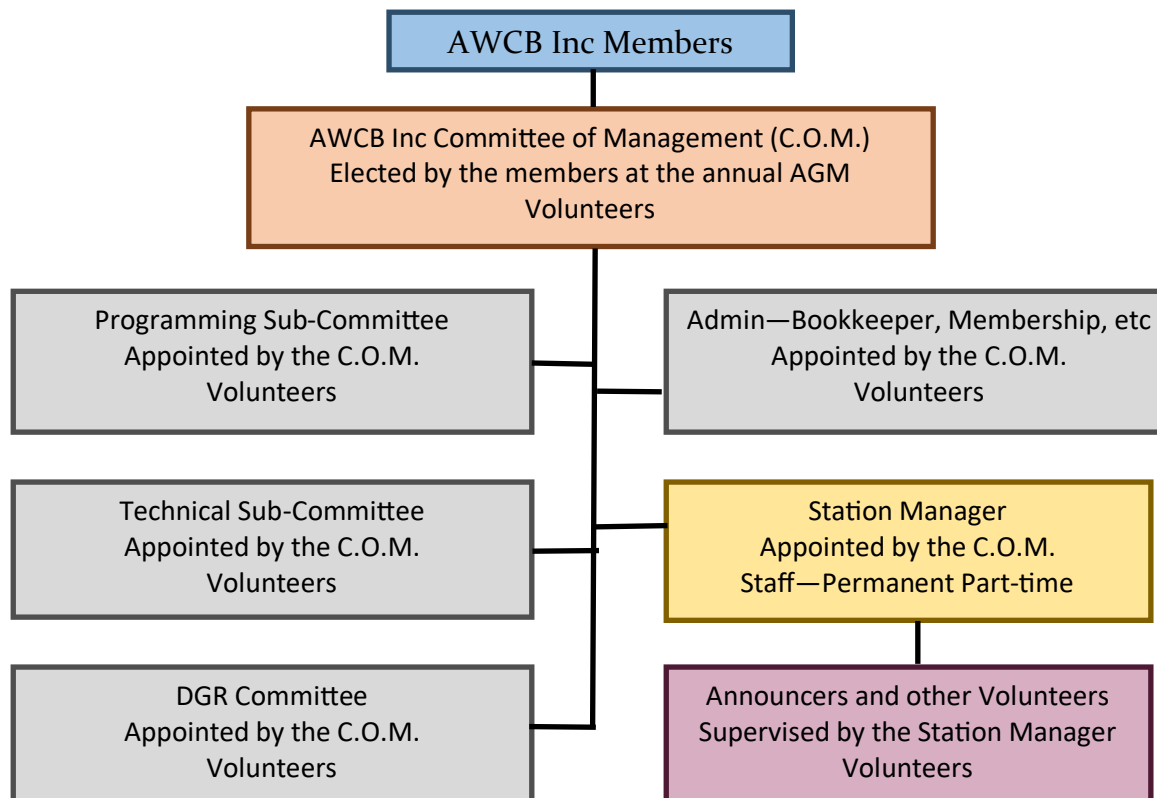 AWCB Inc Members
AWCB Inc Committee of Management (C.O.M.)
Elected by the members at the annual AGM
Volunteers
Programming Sub-Committee
Appointed by the C.O.M.
Volunteers
Admin—Bookkeeper, Membership, etc
Appointed by the C.O.M.
Volunteers
Technical Sub-Committee
Appointed by the C.O.M.
Volunteers
Station Manager
Appointed by the C.O.M.
Staff—Permanent Part-time
DGR Committee
Appointed by the C.O.M.
Volunteers
Announcers and other Volunteers
Supervised by the Station Manager
Volunteers